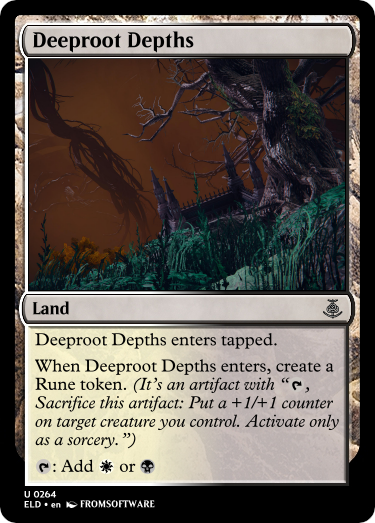 Deeproot Depths
Land
Deeproot Depths enters tapped.
When Deeproot Depths enters, create a
Rune token. (It's an artifact with “, 
Sacrifice this artifact: Put a +1/+1 counter
on target creature you control. Activate only
as a sorcery.”)
: Add or
U 0264
ELD • en FROMSOFTWARE